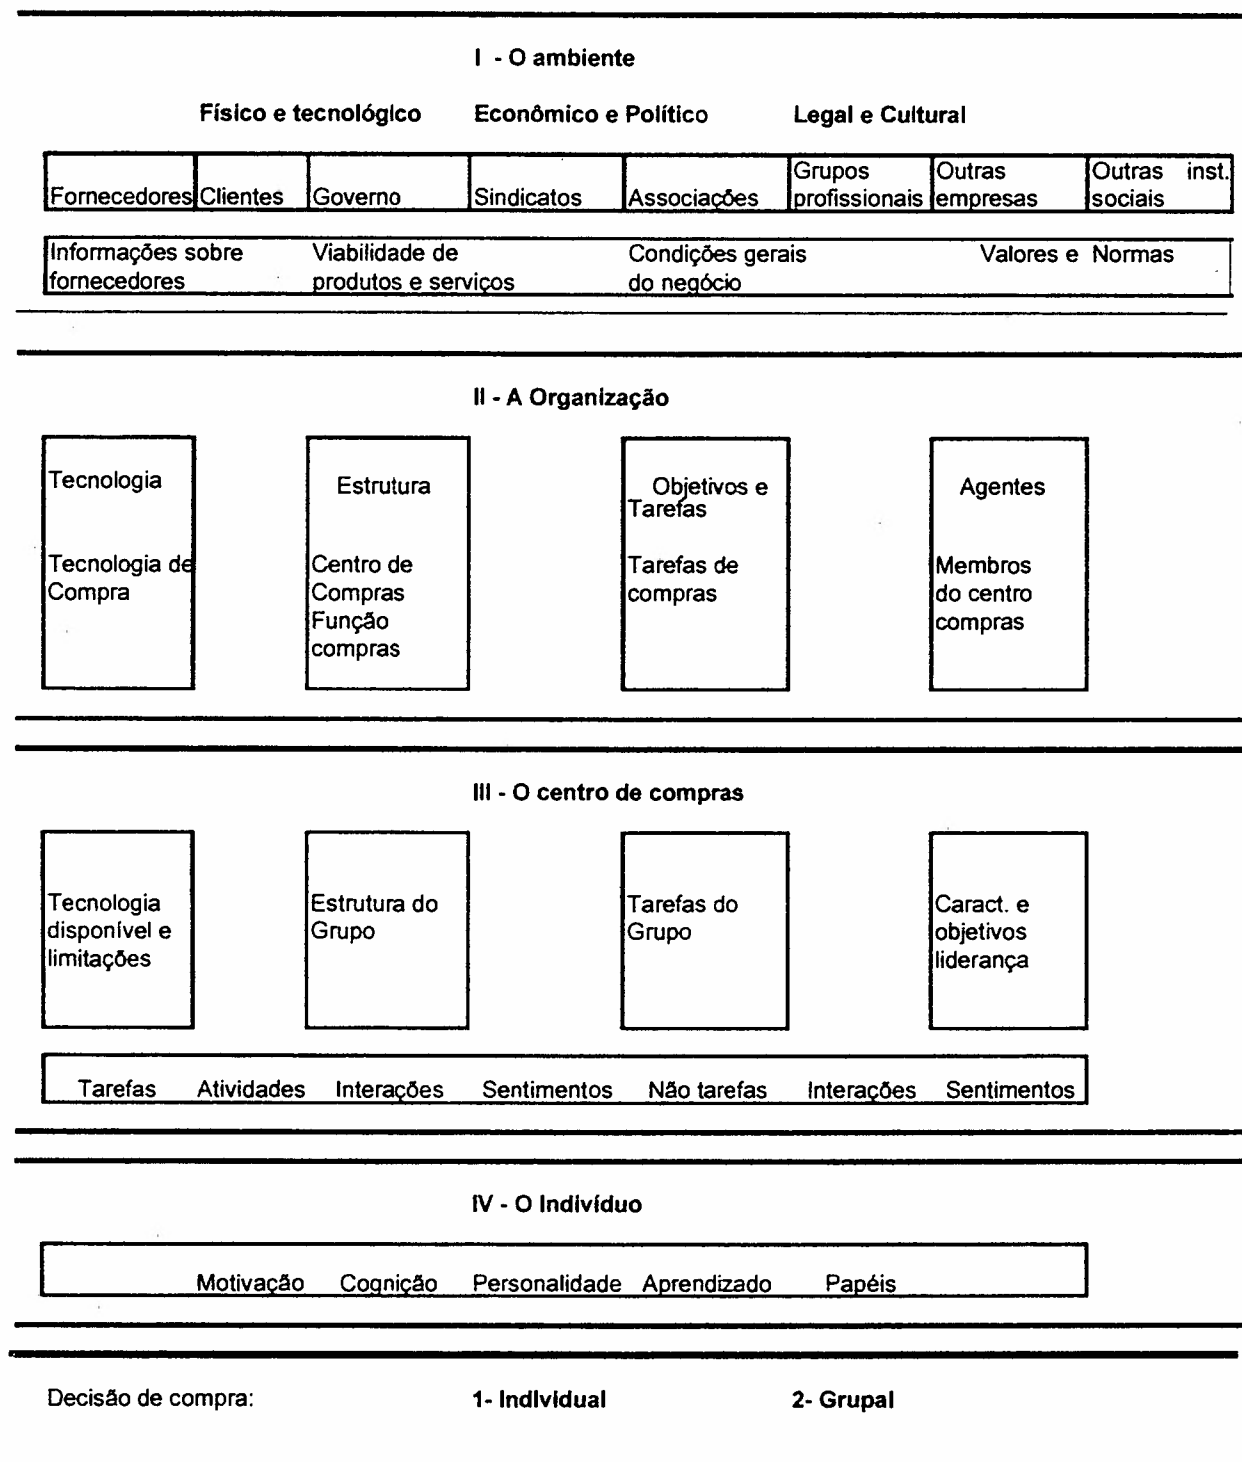 I - O ambiente
Físico e tecnológico Econômico e Político Legal e Cultural
Fornecedores Clientes Governo Sindicatos Associações Grupos profissionais Outras empresas Outras inst. sociais
Informações sobre Viabilidade de Condições gerais Valores e Normas
fornecedores produtos e serviços do negócio
II - A Organização
Tecnologia Estrutura Objetivos e Tarefas Agentes
Tecnologia de Compra
Centro de Compras
Função compras
Tarefas de compras
Membros do centro compras
III - O centro de compras
Tecnologia disponível e limitações
Estrutura do Grupo
Tarefas do Grupo
Caract. e objetivos liderança
Tarefas Atividades Interações Sentimentos Não tarefas Interações Sentimentos
IV - O Indivíduo
Motivação Cognição Personalidade Aprendizado Papéis
Decisão de compra: 1- Individual 2- Grupal